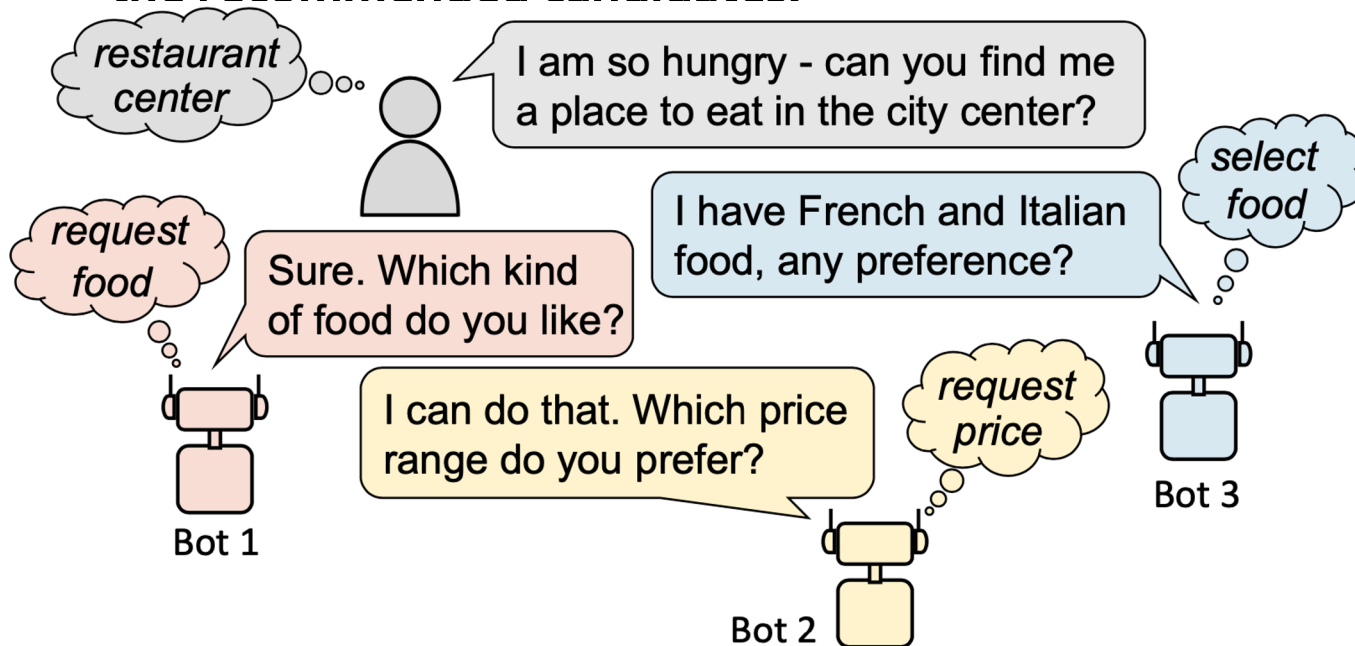 restaurant
center
I am so hungry - can you find me
a place to eat in the city center?
select
food
I have French and Italian
food, any preference?
request
food
Sure. Which kind
of food do you like?
I can do that. Which price
range do you prefer?
request
price
Bot 1
Bot 2
Bot 3